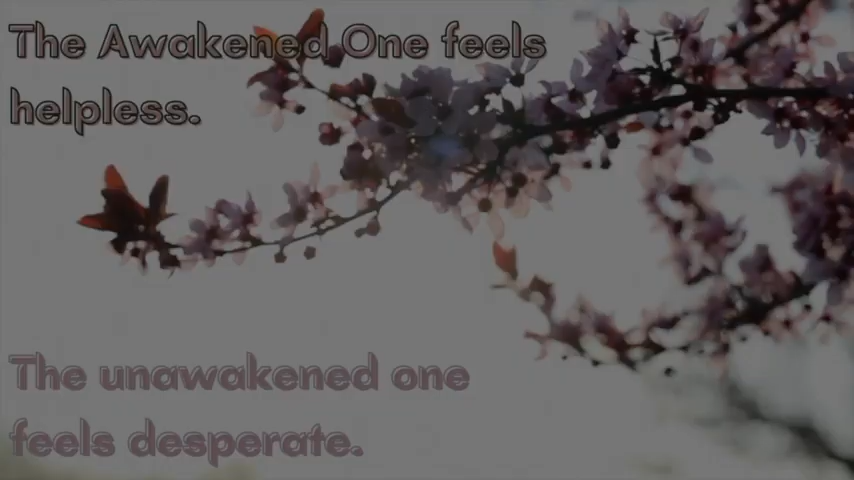 The Awakened One feels
helpless.
The unawakened one
feels desperate.